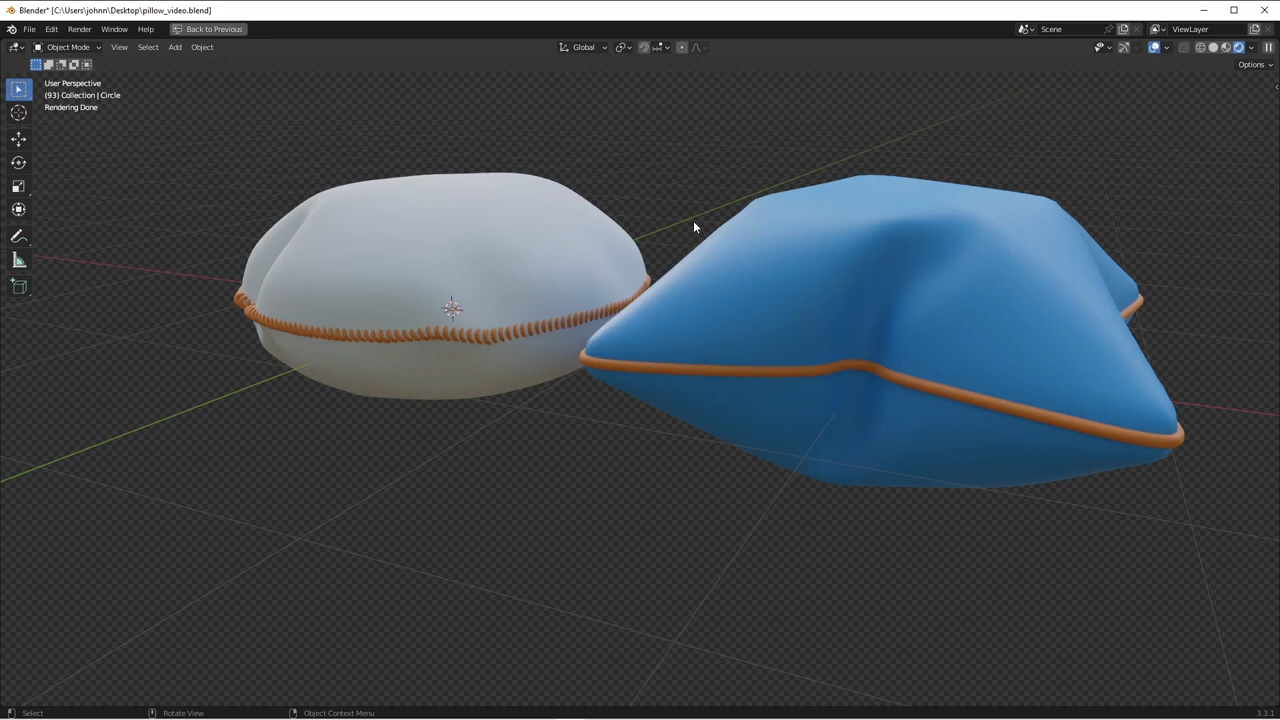 Blender* [C:\Users\johnn\Desktop\pillow_video.blend]
File Edit Render Window Help Back to Previous Scene ViewLayer
Object Mode View Select Add Object Global
Options
User Perspective
(93) Collection | Circle
Rendering Done
Select Rotate View Object Context Menu 3.3.1